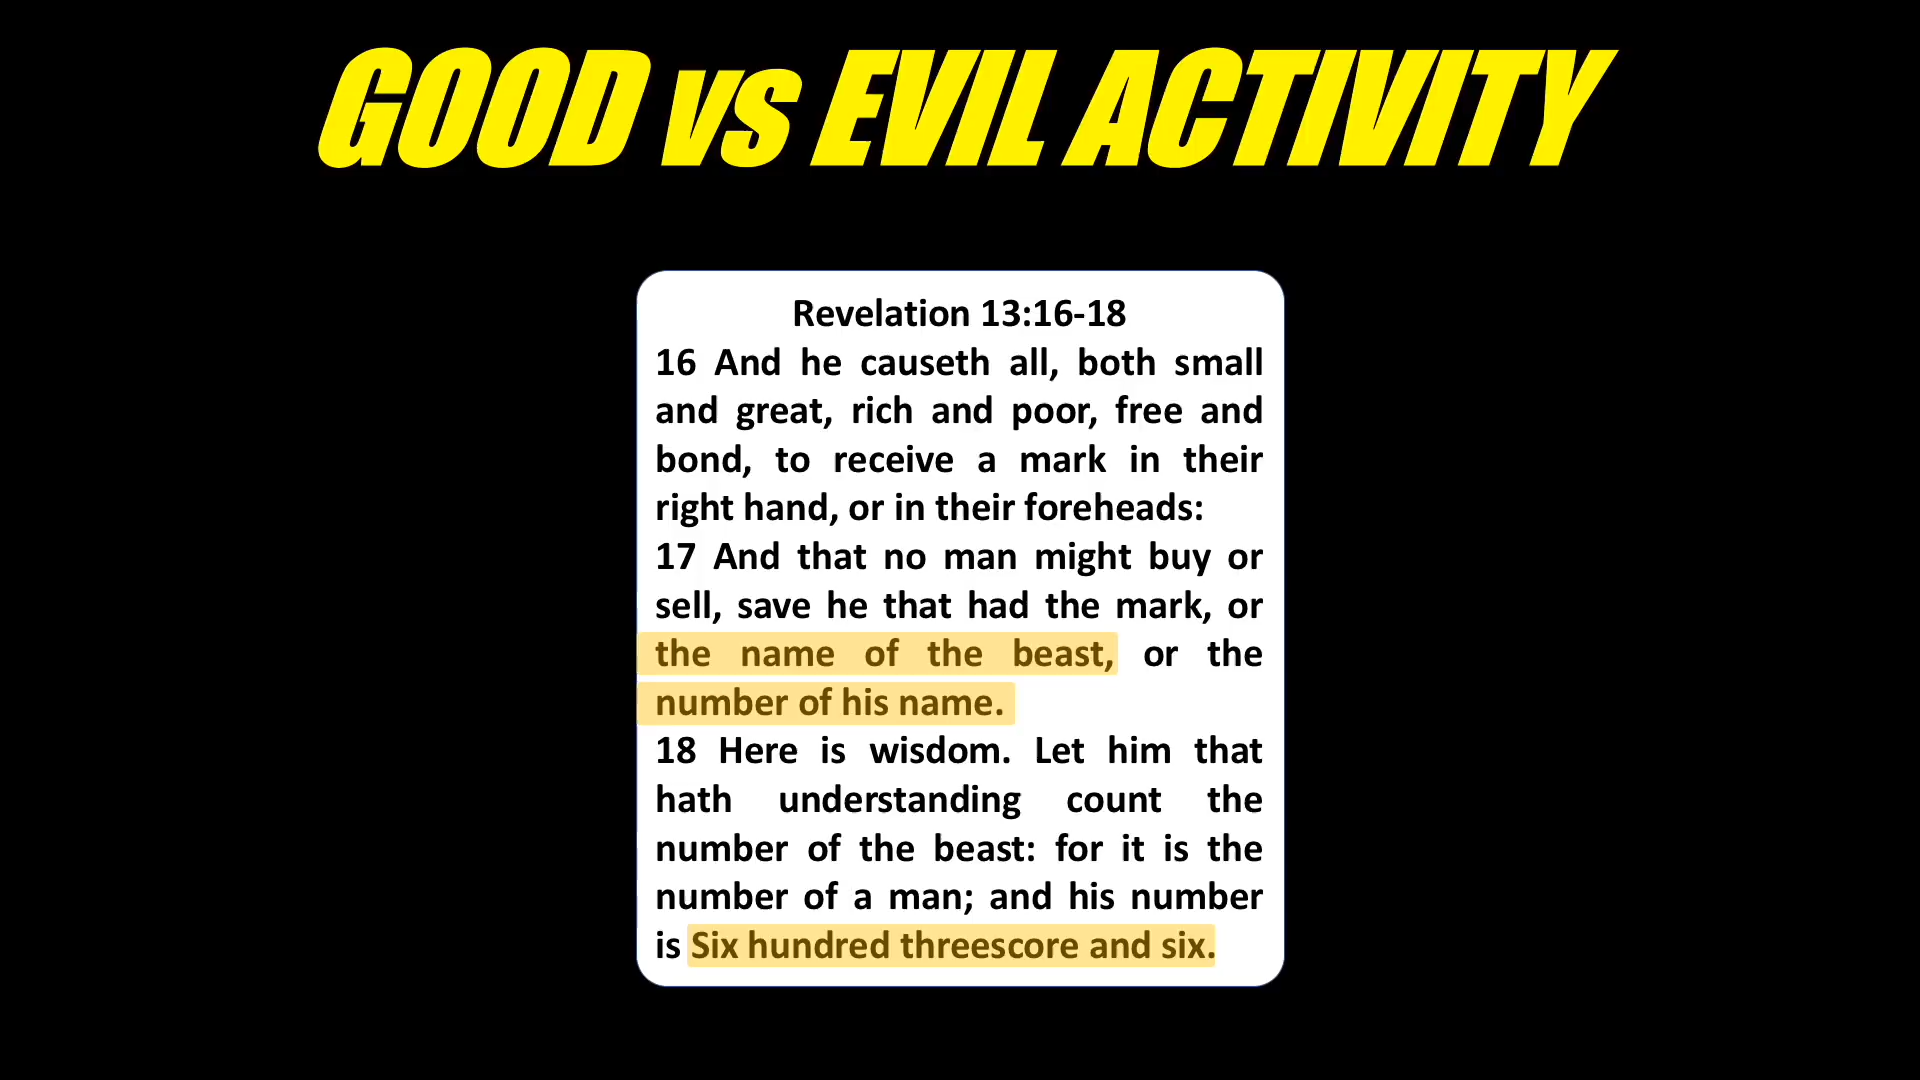 GOOD vs EVIL ACTIVITY
Revelation 13:16-18
16 And he causeth all, both small
and great, rich and poor, free and
bond, to receive a mark in their
right hand, or in their foreheads:
17 And that no man might buy or
sell, save he that had the mark, or
the name of the beast, or the
number of his name.
18 Here is wisdom. Let him that
hath understanding count the
number of the beast: for it is the
number of a man; and his number
is Six hundred threescore and six.